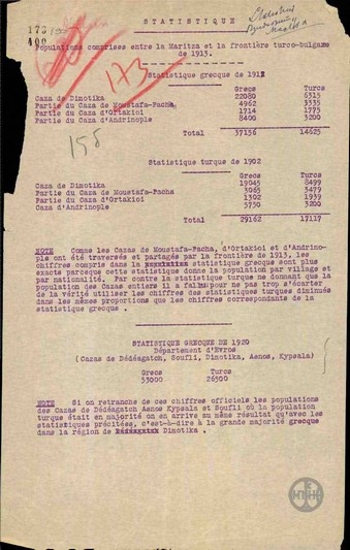 STATISTIQUE
173
108
Populations comprises entre la Maritza et la frontière turco-bulgare
de 1913.
173
Statistique grecque de 1912
Grecs Turcs
Caza de Dimotika 22080 6315
Partie du Caza de Moustafa-Pacha 4962 3335
Partie du Caza d'Ortakioi 1714 1775
Partie du Caza d'Andrinople 8400 3200
Total 37156 14625
158
Statistique turque de 1902
Grecs Turcs
Caza de Dimotika 19045 8499
Partie du Caza de Moustafa-Pacha 3065 3479
Partie du Caza d'Ortakioi 1302 1939
Caza d'Andrinople 5750 3200
Total 29162 17117
NOTE Comme les Cazas de Moustafa-Pacha, d'Ortakioi et d'Andrino-
ple ont été traversés et partagés par la frontière de 1913, les
chiffres compris dans la statistique grecque sont plus
exacts parceque cette statistique donne la population par village et
par nationalité. Par contre la statistique turque ne donnant que la
population des Cazas entiers il a fallu pour ne pas trop s'écarter
de la vérité utiliser les chiffres des statistiques turques diminués
dans les mêmes proportions que les chiffres correspondants de la
statistique grecque .
STATISTIQUE GRECQUE DE 1920
Département d'Evros
(Cazas de Dédéagatch, Soufli, Dimotika, Aenos, Kypsala)
Grecs Turcs
53000 26500
NOTE Si on retranche de ces chiffres officiels les populations
des Cazas de Dédéagatch Aenos Kypsala et Soufli où la population
turque était en majorité on en arrive au même résultat qu'avec les
statistiques précitées, c'est-à-dire à la grande majorité grecque
dans la région de Dimotika .